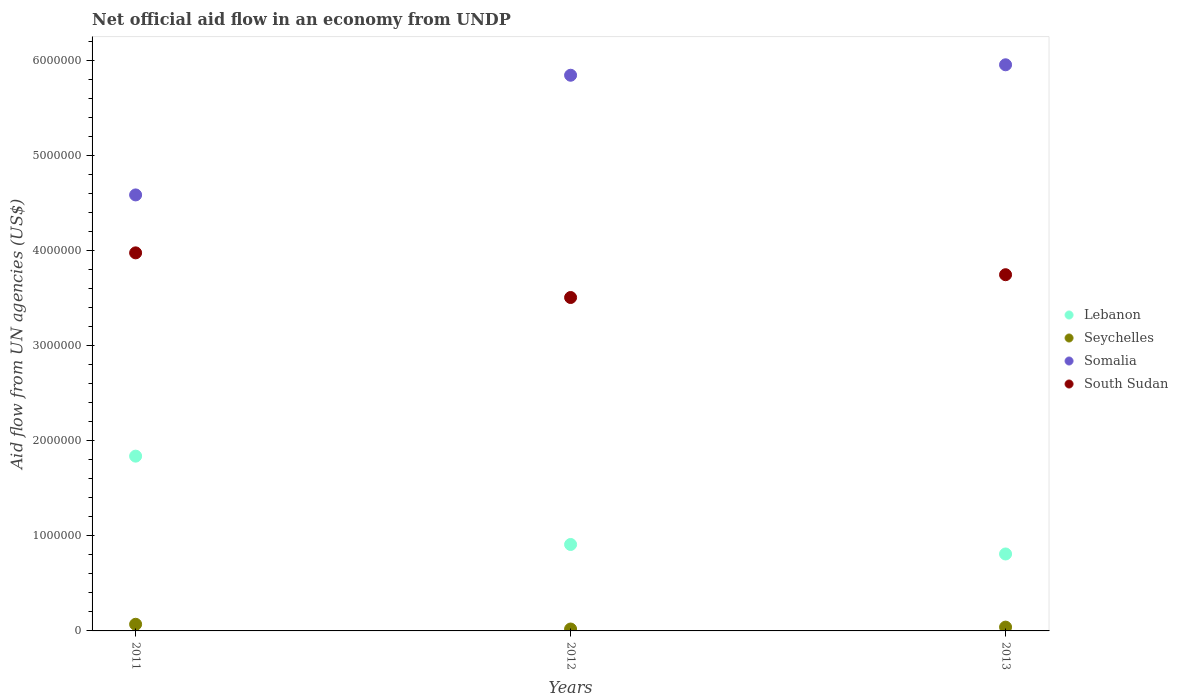 Net official aid flow in an economy from UNDP
Aid flow from UN agencies (US$)
6000000
5000000
4000000
3000000
2000000
1000000
0
2011
2012
2013
Years
Lebanon
Seychelles
Somalia
South Sudan